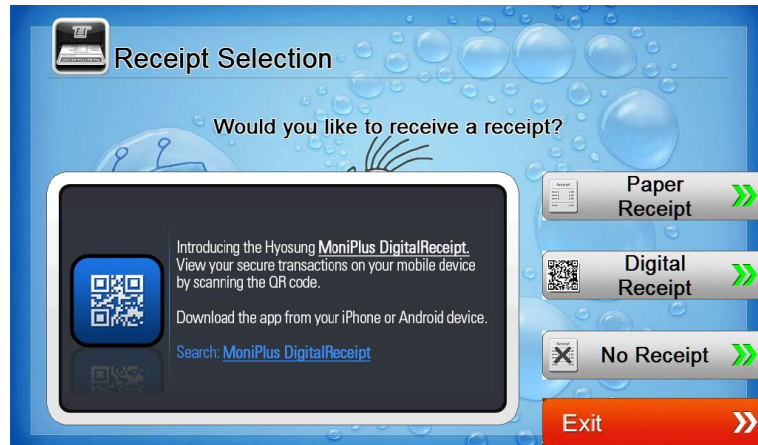 Receipt Selection
Would you like to receive a receipt?
Introducing the Hyosung MoniPlus DigitalReceipt.
View your secure transactions on your mobile device
by scanning the QR code.
Download the app from your iPhone or Android device.
Search: MoniPlus DigitalReceipt
Paper
Receipt
Digital
Receipt
No Receipt
Exit